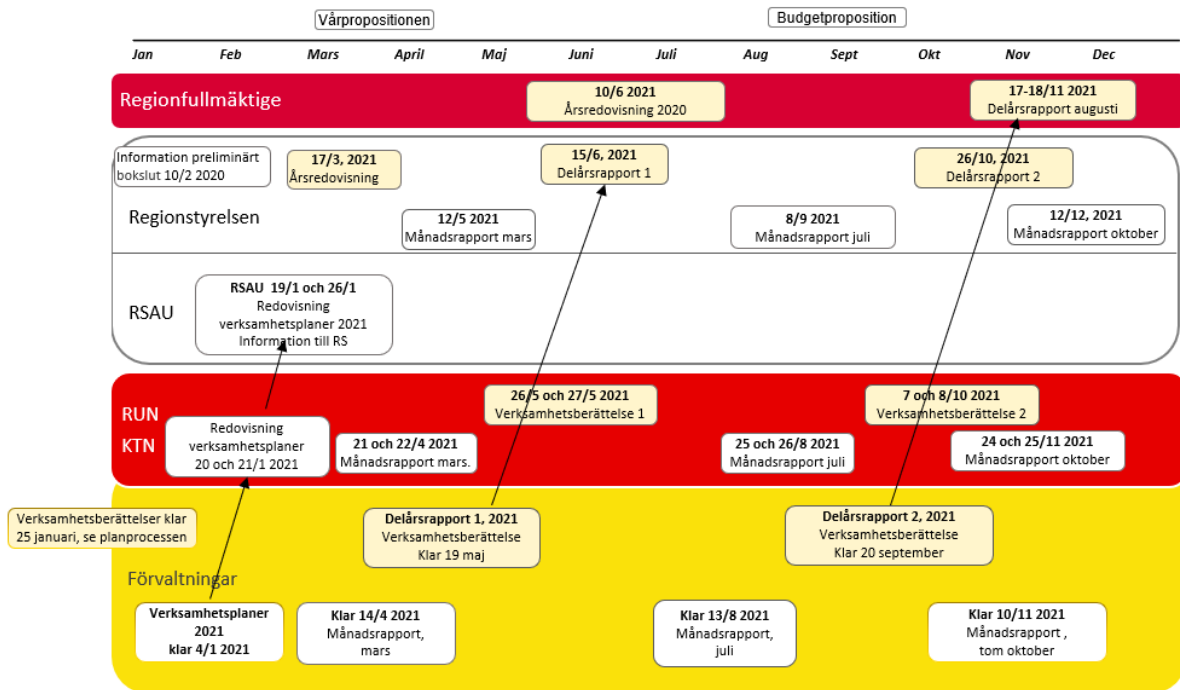 Vårpropositionen
Budgetproposition
Jan
Feb
Mars
April
Maj
Juni
Juli
Aug
Sept
Okt
Nov
Dec
Regionfullmäktige
10/6 2021
Årsredovisning 2020
17-18/11 2021
Delårsrapport augusti
Information preliminärt
bokslut 10/2 2020
17/3, 2021
Årsredovisning
15/6, 2021
Delårsrapport 1
26/10, 2021
Delårsrapport 2
Regionstyrelsen
12/5 2021
Månadsrapport mars
8/9 2021
Månadsrapport juli
12/12, 2021
Månadsrapport oktober
RSAU
RSAU 19/1 och 26/1
Redovisning
verksamhetsplaner 2021
Information till RS
RUN
KTN
26/5 och 27/5 2021
Verksamhetsberättelse 1
7 och 8/10 2021
Verksamhetsberättelse 2
Redovisning
verksamhetsplaner
20 och 21/1 2021
21 och 22/4 2021
Månadsrapport mars.
25 och 26/8 2021
Månadsrapport juli
24 och 25/11 2021
Månadsrapport oktober
Verksamhetsberättelser klar
25 januari, se planprocessen
Delårsrapport 1, 2021
Verksamhetsberättelse
Klar 19 maj
Delårsrapport 2, 2021
Verksamhetsberättelse
Klar 20 september
Förvaltningar
Verksamhetsplaner
2021
klar 4/1 2021
Klar 14/4 2021
Månadsrapport,
mars
Klar 13/8 2021
Månadsrapport,
juli
Klar 10/11 2021
Månadsrapport ,
tom oktober